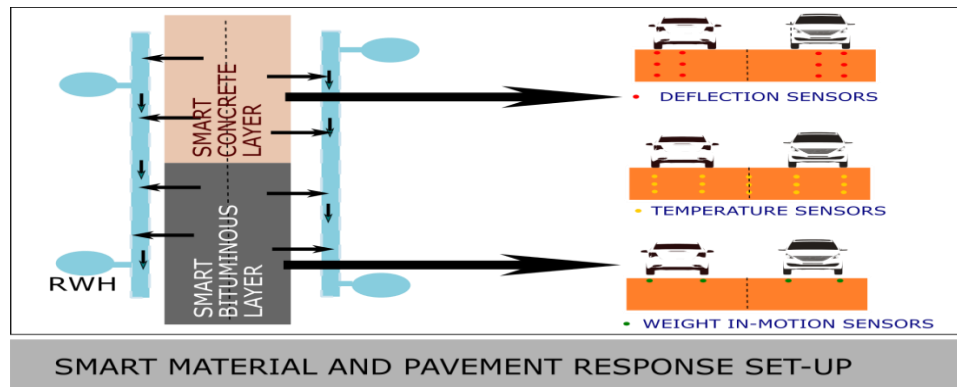 SMART
CONCRETE
LAYER
SMART
BITUMINOUS
LAYER
RWH
DEFLECTION SENSORS
TEMPERATURE SENSORS
WEIGHT IN-MOTION SENSORS
SMART MATERIAL AND PAVEMENT RESPONSE SET-UP